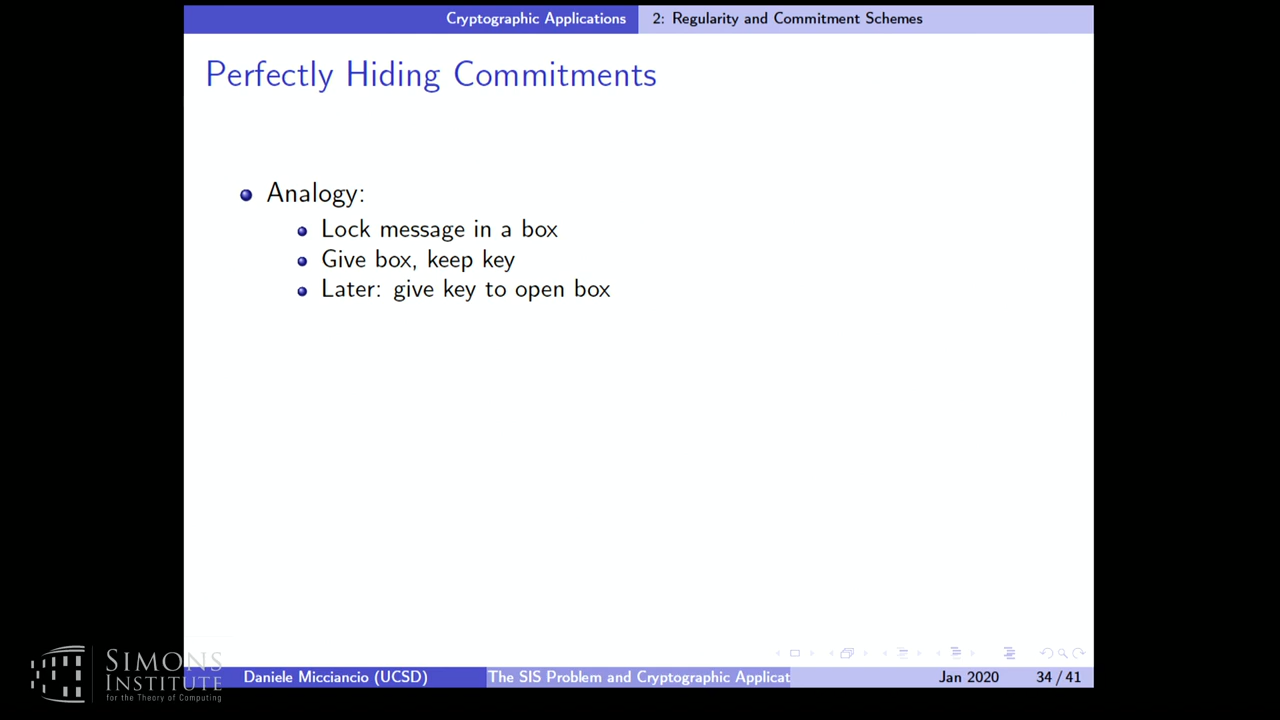 Cryptographic Applications 2: Regularity and Commitment Schemes
Perfectly Hiding Commitments
Analogy:
Lock message in a box
Give box, keep key
Later: give key to open box
SIMONS
INSTITUTE
for the Theory of Computing
Daniele Micciancio (UCSD) The SIS Problem and Cryptographic Applicat Jan 2020 34 / 41